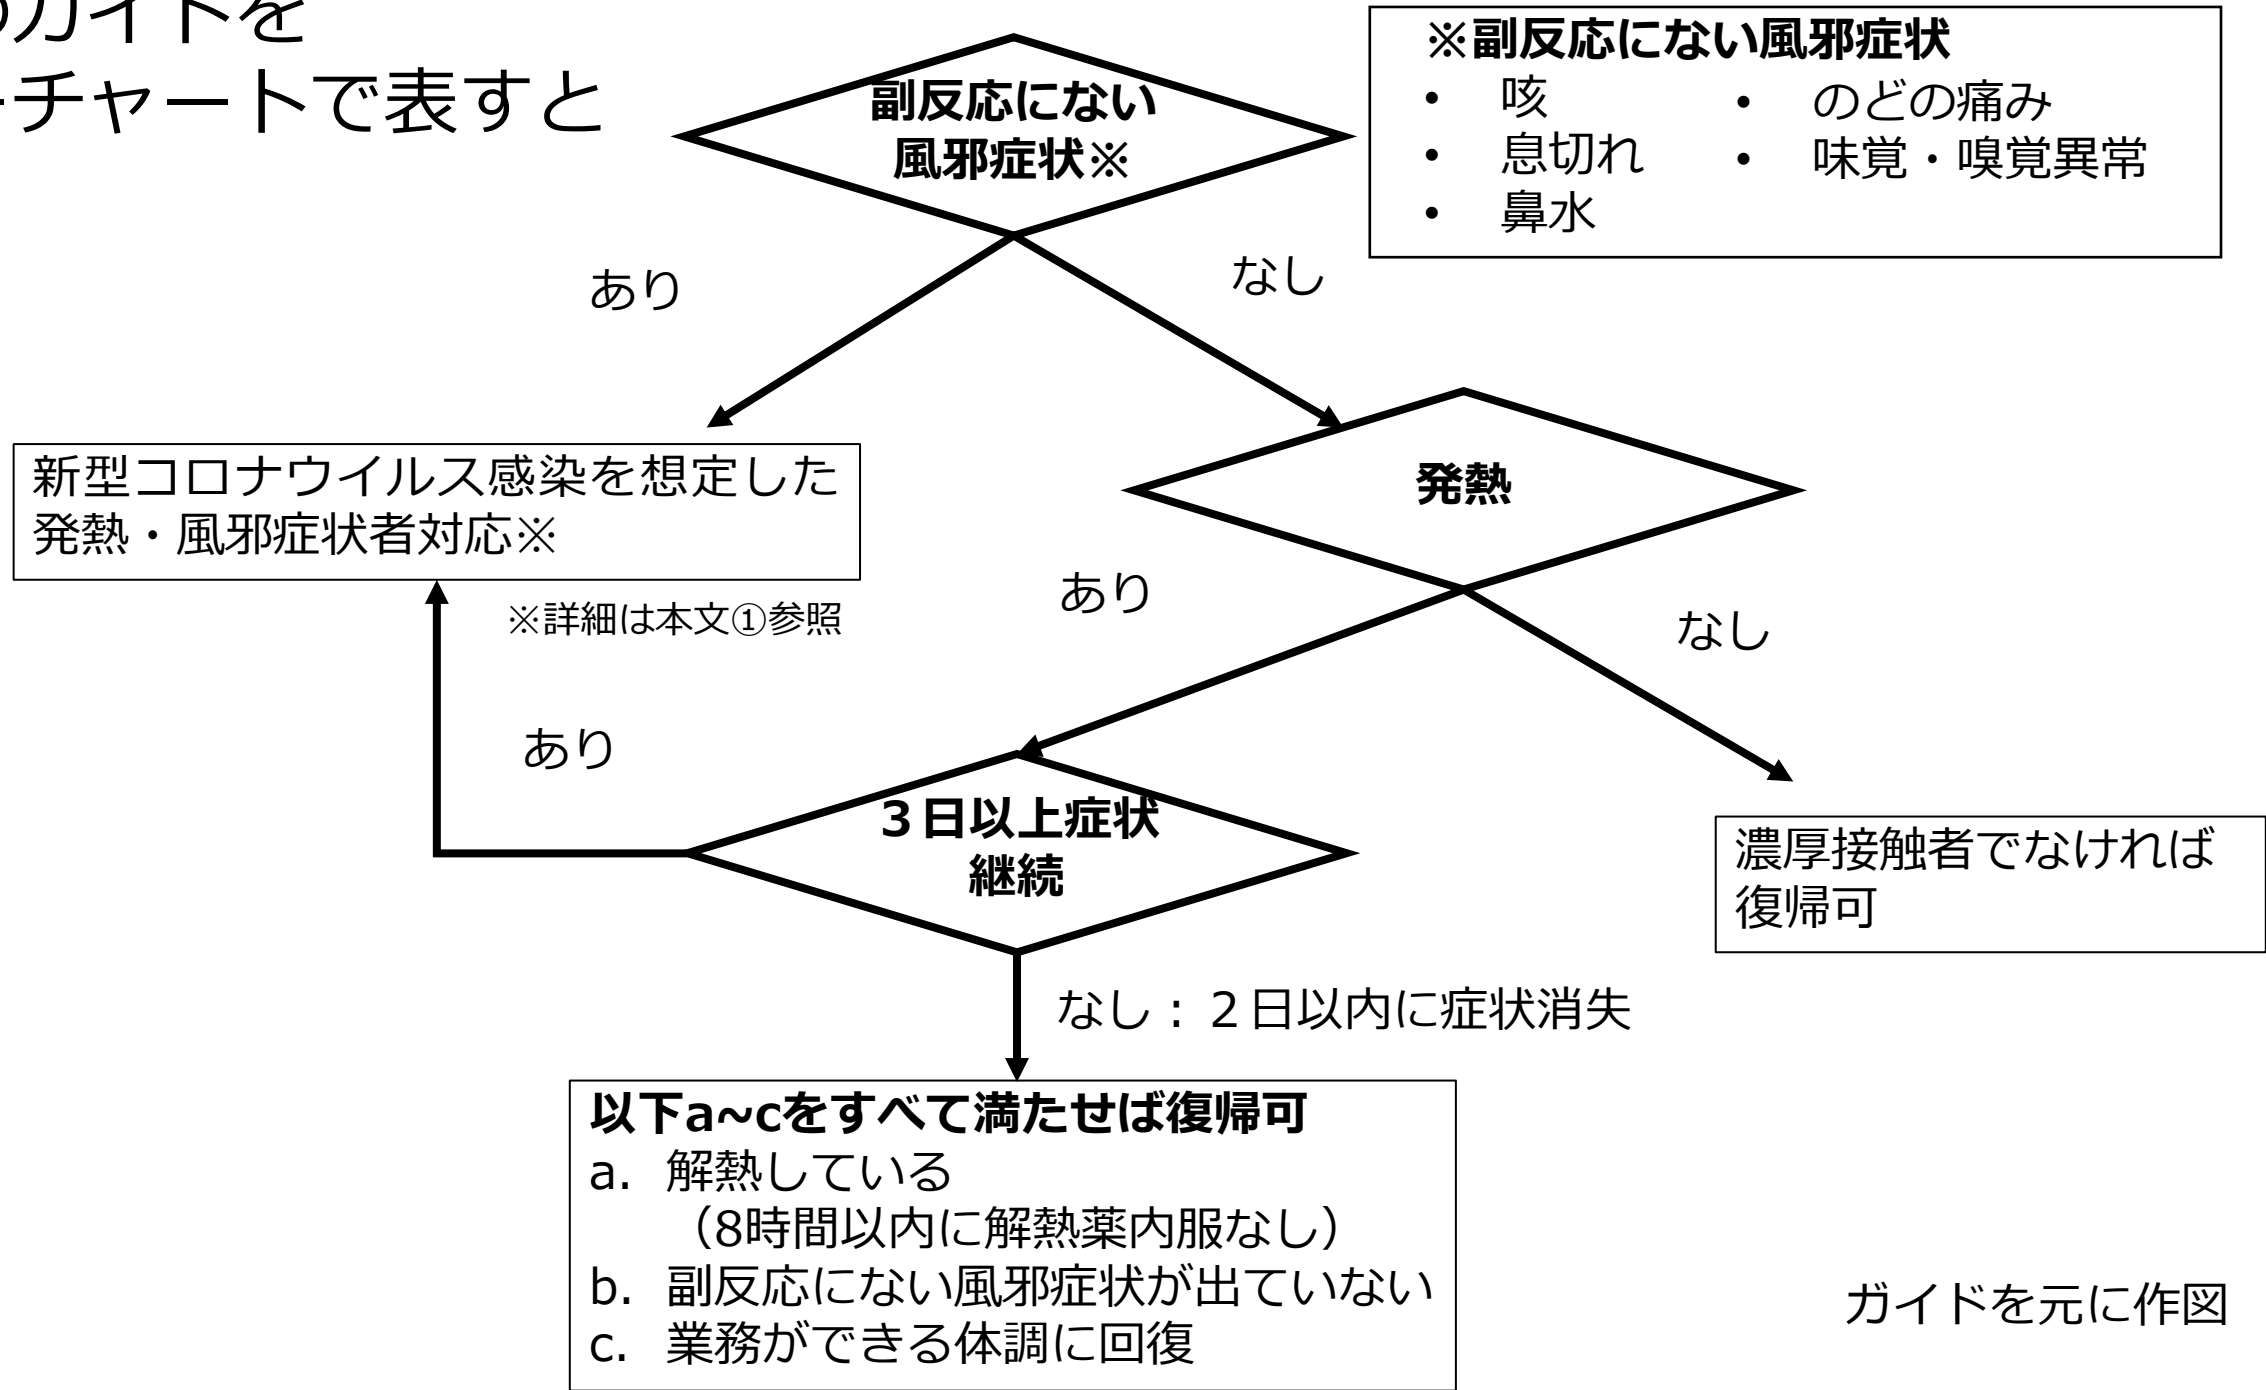 のガイドを
ーチャートで表すと
副反応にない
風邪症状※
※副反応にない風邪症状
• 咳
• 息切れ
• 鼻水
• のどの痛み
• 味覚・嗅覚異常
あり
なし
新型コロナウイルス感染を想定した
発熱・風邪症状者対応※
※詳細は本文①参照
発熱
あり
なし
あり
３日以上症状
継続
濃厚接触者でなければ
復帰可
なし：２日以内に症状消失
以下a~cをすべて満たせば復帰可
a. 解熱している
（8時間以内に解熱薬内服なし）
b. 副反応にない風邪症状が出ていない
c. 業務ができる体調に回復
ガイドを元に作図